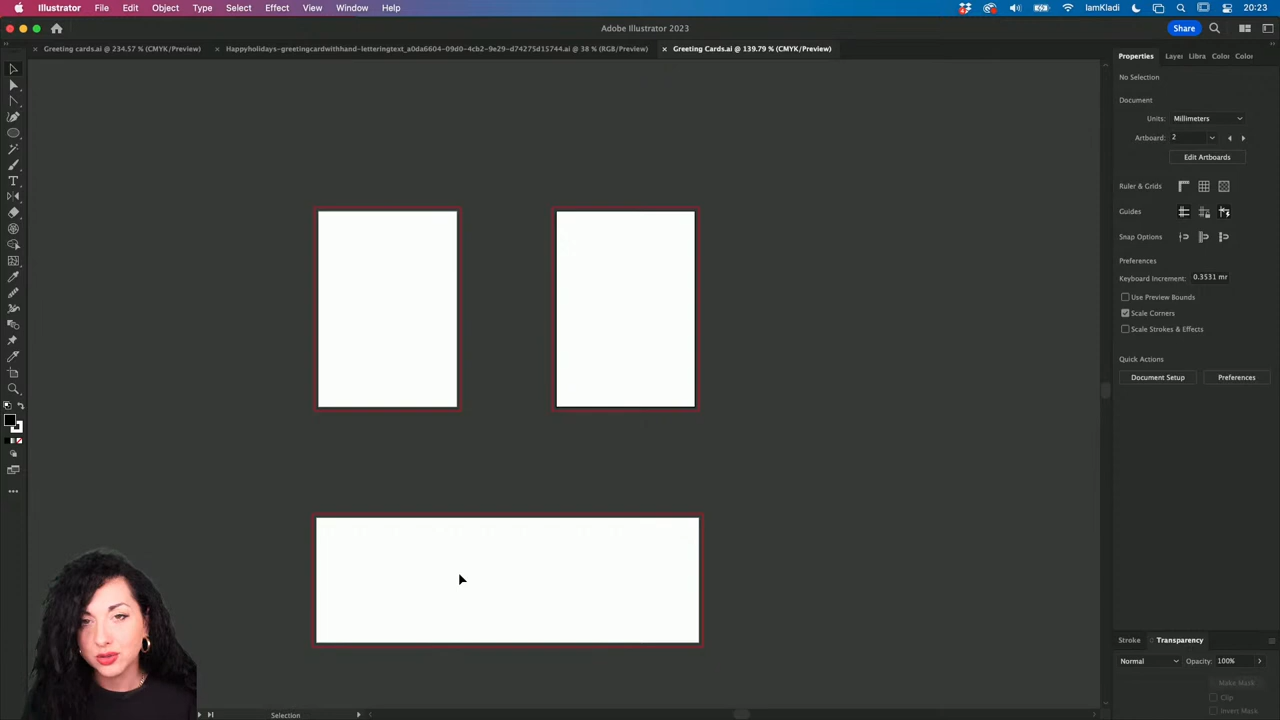 Illustrator File Edit Object Type Select Effect View Window Help IamKladi 20:23
Adobe Illustrator 2023 Share
Greeting cards.ai @ 234.57 % (CMYK/Preview) Happyholidays-greetingcardwithhand-letteringtext_a0da6604-09d0-4cb2-9e29-d74275d15744.ai @ 38 % (RGB/Preview) Greeting Cards.ai @ 139.79 % (CMYK/Preview)
Properties Laye Libra Color Color
No Selection
Document
Units: Millimeters
Artboard: 2
Edit Artboards
Ruler & Grids
Guides
Snap Options
Preferences
Keyboard Increment: 0.3531 mr
Use Preview Bounds
Scale Corners
Scale Strokes & Effects
Quick Actions
Document Setup Preferences
Stroke Transparency
Normal Opacity: 100%
Make Mask
Clip
Invert Mask
Selection